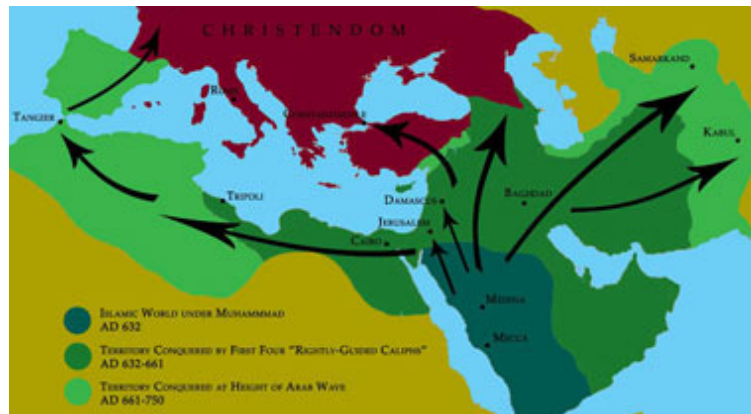 CHRISTENDOM
SAMARKAND
ROME
CONSTANTINOPLE
TANGIER
KABUL
TRIPOLI
DAMASCUS
BAGHDAD
JERUSALEM
CAIRO
MEDINA
MECCA
ISLAMIC WORLD UNDER MUHAMMMAD
AD 632
TERRITORY CONQUERED BY FIRST FOUR "RIGHTLY-GUIDED CALIPHS"
AD 632-661
TERRITORY CONQUERED AT HEIGHT OF ARAB WAVE
AD 661-750